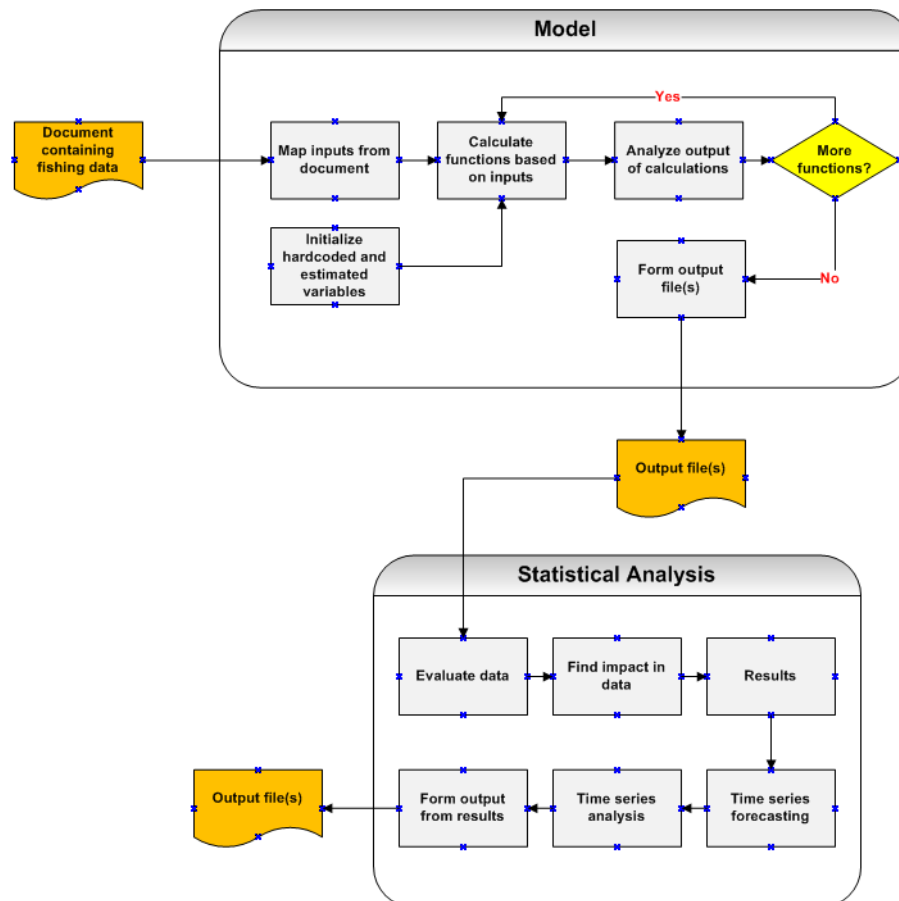 Model
Yes
Document
containing
fishing data
Map inputs from
document
Calculate
functions based
on inputs
Analyze output
of calculations
More
functions?
Initialize
hardcoded and
estimated
variables
Form output
file(s)
No
Output file(s)
Statistical Analysis
Evaluate data
Find impact in
data
Results
Output file(s)
Form output
from results
Time series
analysis
Time series
forecasting